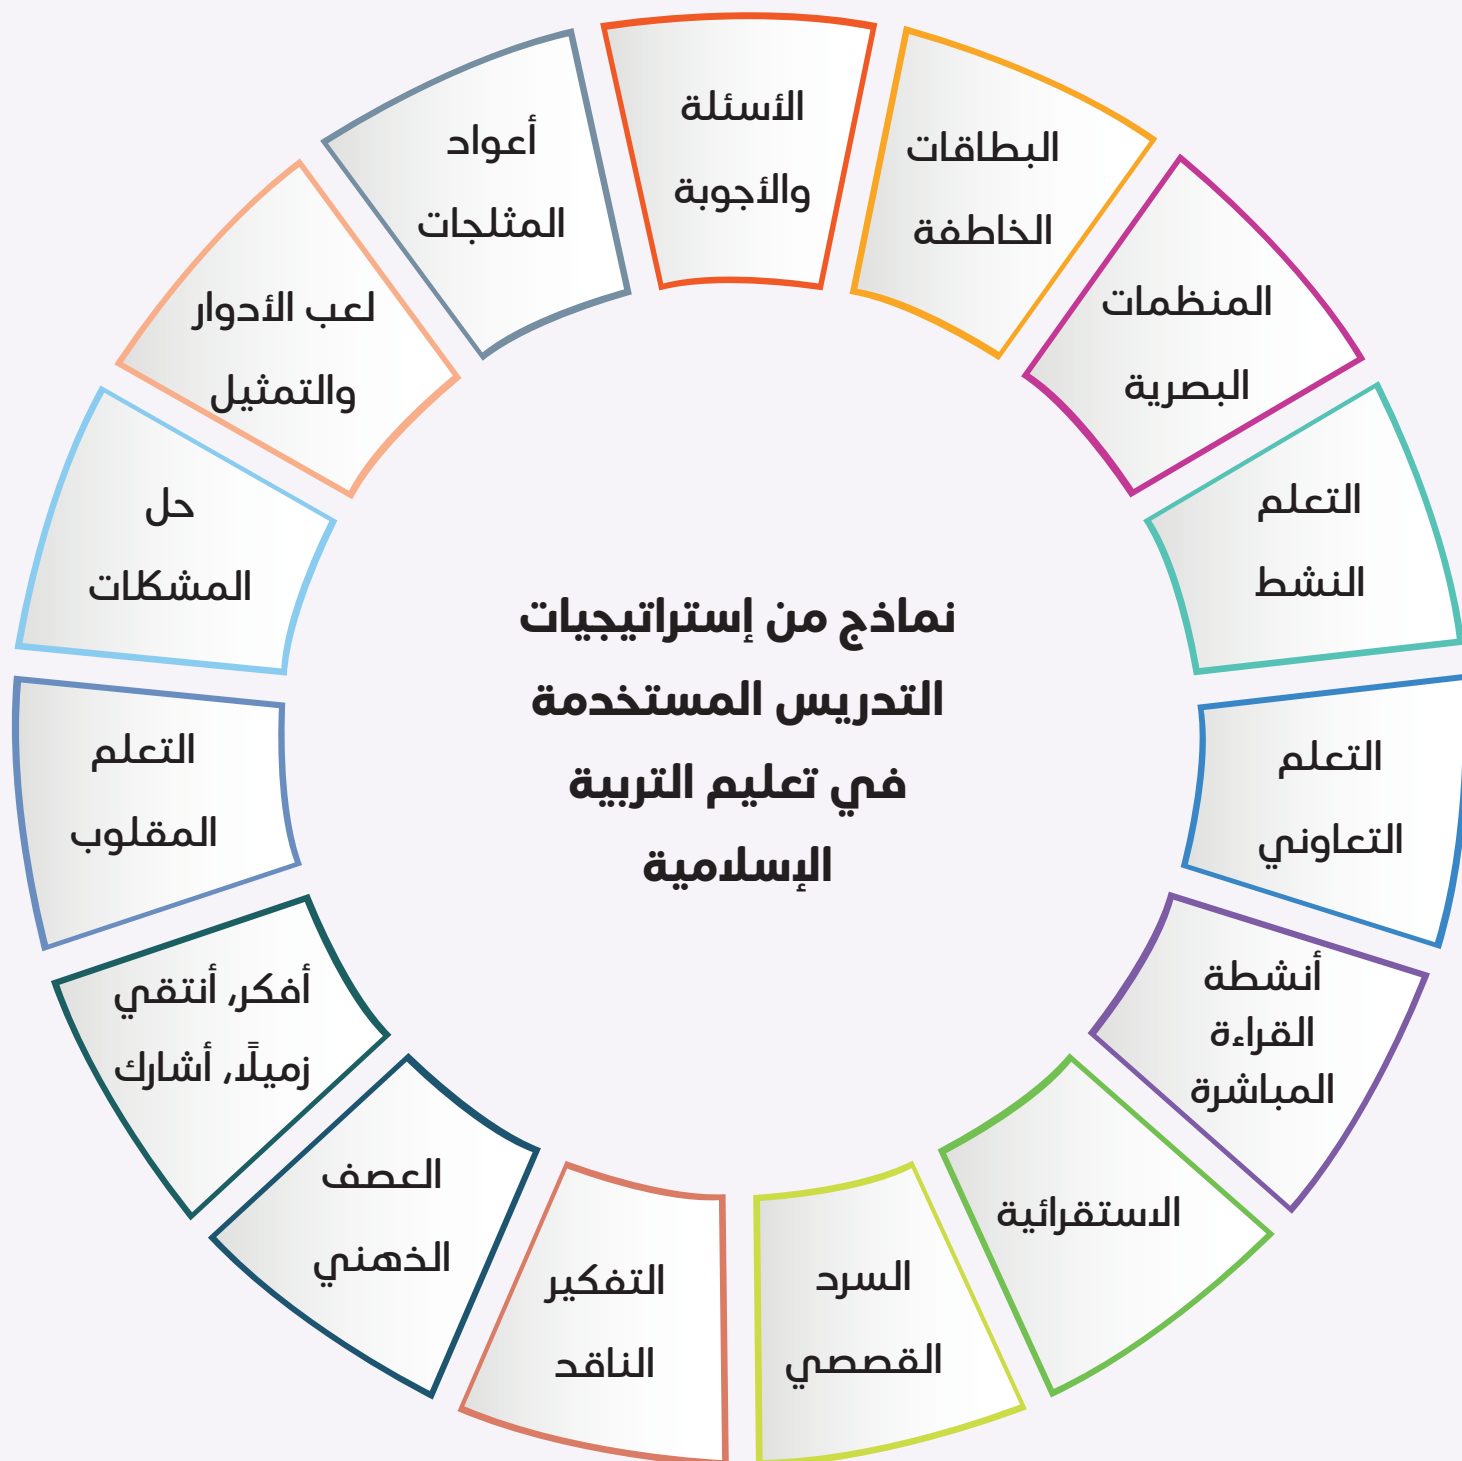 نماذج من إستراتيجيات
التدريس المستخدمة
في تعليم التربية
الإسلامية
الأسئلة
والأجوبة
البطاقات
الخاطفة
المنظمات
البصرية
التعلم
النشط
التعلم
التعاوني
أنشطة
القراءة
المباشرة
الاستقرائية
السرد
القصصي
التفكير
الناقد
العصف
الذهني
أفكر، أنتقي
زميلًا، أشارك
التعلم
المقلوب
حل
المشكلات
لعب الأدوار
والتمثيل
أعواد
المثلجات